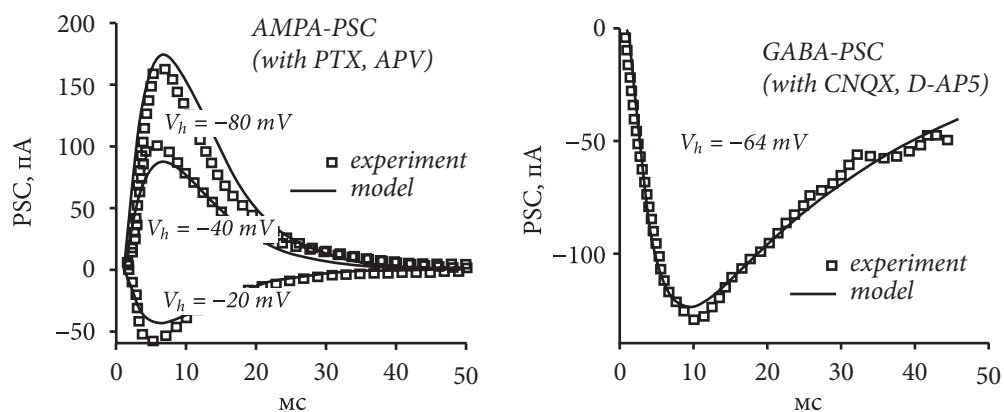 AMPA-PSC
(with PTX, APV)
PSC, пА
200
150
100
50
0
−50
V_h = −80 mV
V_h = −40 mV
V_h = −20 mV
experiment
model
0 10 20 30 40 50
мс
GABA-PSC
(with CNQX, D-AP5)
PSC, пА
0
−50
−100
V_h = −64 mV
experiment
model
0 10 20 30 40 50
мс